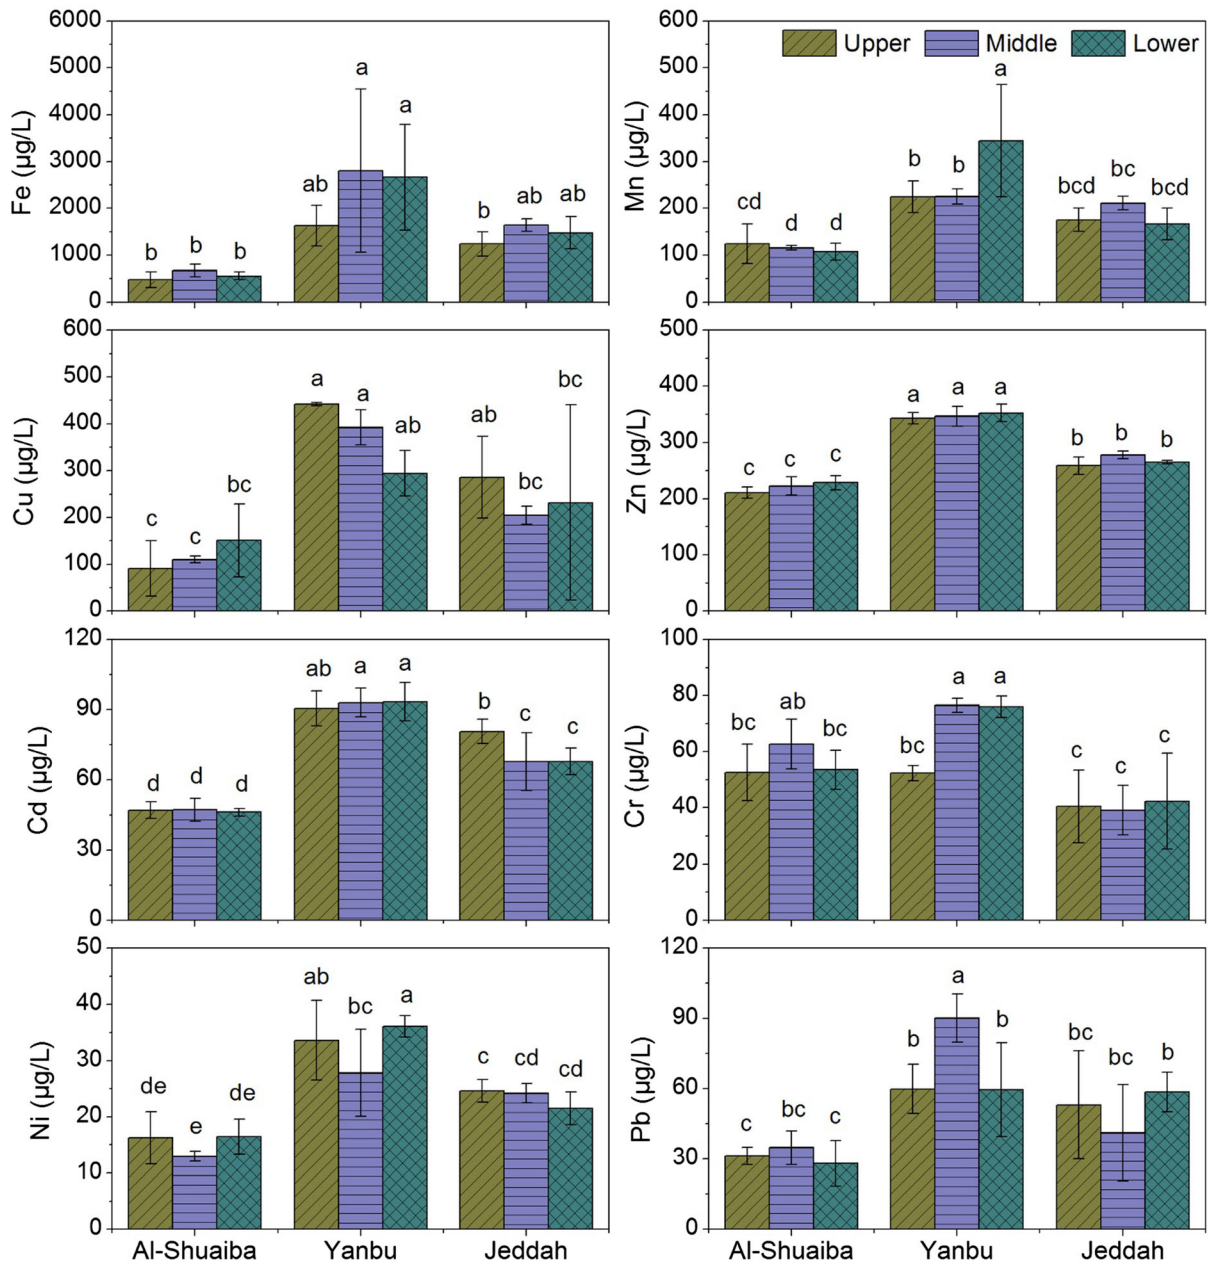 Upper Middle Lower
Fe (µg/L)
6000
5000
4000
3000
2000
1000
0
b b b
ab a a
b ab ab
Mn (µg/L)
600
500
400
300
200
100
0
cd d d
b b a
bcd bc bcd
Cu (µg/L)
600
500
400
300
200
100
0
c c bc
a a ab
ab bc bc
Zn (µg/L)
500
400
300
200
100
0
c c c
a a a
b b b
Cd (µg/L)
120
90
60
30
0
d d d
ab a a
b c c
Cr (µg/L)
100
80
60
40
20
0
bc ab bc
bc a a
c c c
Ni (µg/L)
50
40
30
20
10
0
de e de
ab bc a
c cd cd
Al-Shuaiba Yanbu Jeddah
Pb (µg/L)
120
90
60
30
0
c bc c
b a b
bc bc b
Al-Shuaiba Yanbu Jeddah